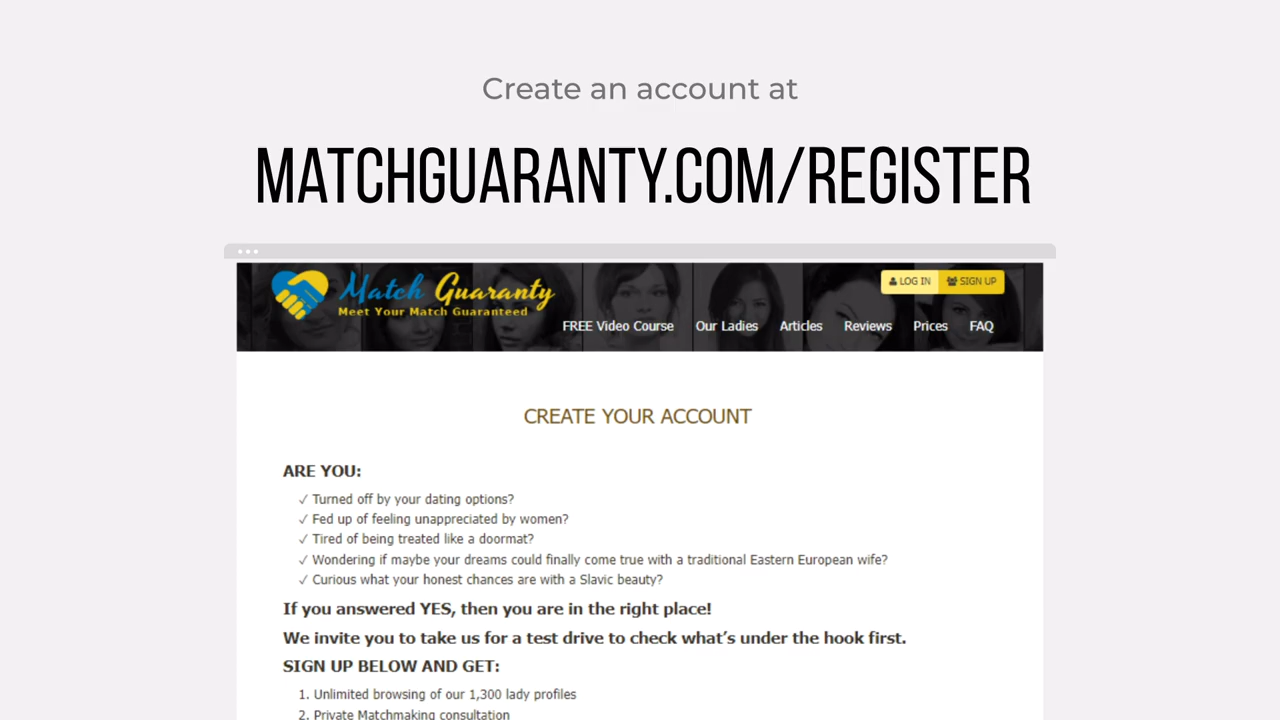 Create an account at
MATCHGUARANTY.COM/REGISTER
Match Guaranty
Meet Your Match Guaranteed
LOG IN
SIGN UP
FREE Video Course
Our Ladies
Articles
Reviews
Prices
FAQ
CREATE YOUR ACCOUNT
ARE YOU:
✓ Turned off by your dating options?
✓ Fed up of feeling unappreciated by women?
✓ Tired of being treated like a doormat?
✓ Wondering if maybe your dreams could finally come true with a traditional Eastern European wife?
✓ Curious what your honest chances are with a Slavic beauty?
If you answered YES, then you are in the right place!
We invite you to take us for a test drive to check what's under the hook first.
SIGN UP BELOW AND GET:
1. Unlimited browsing of our 1,300 lady profiles
2. Private Matchmaking consultation